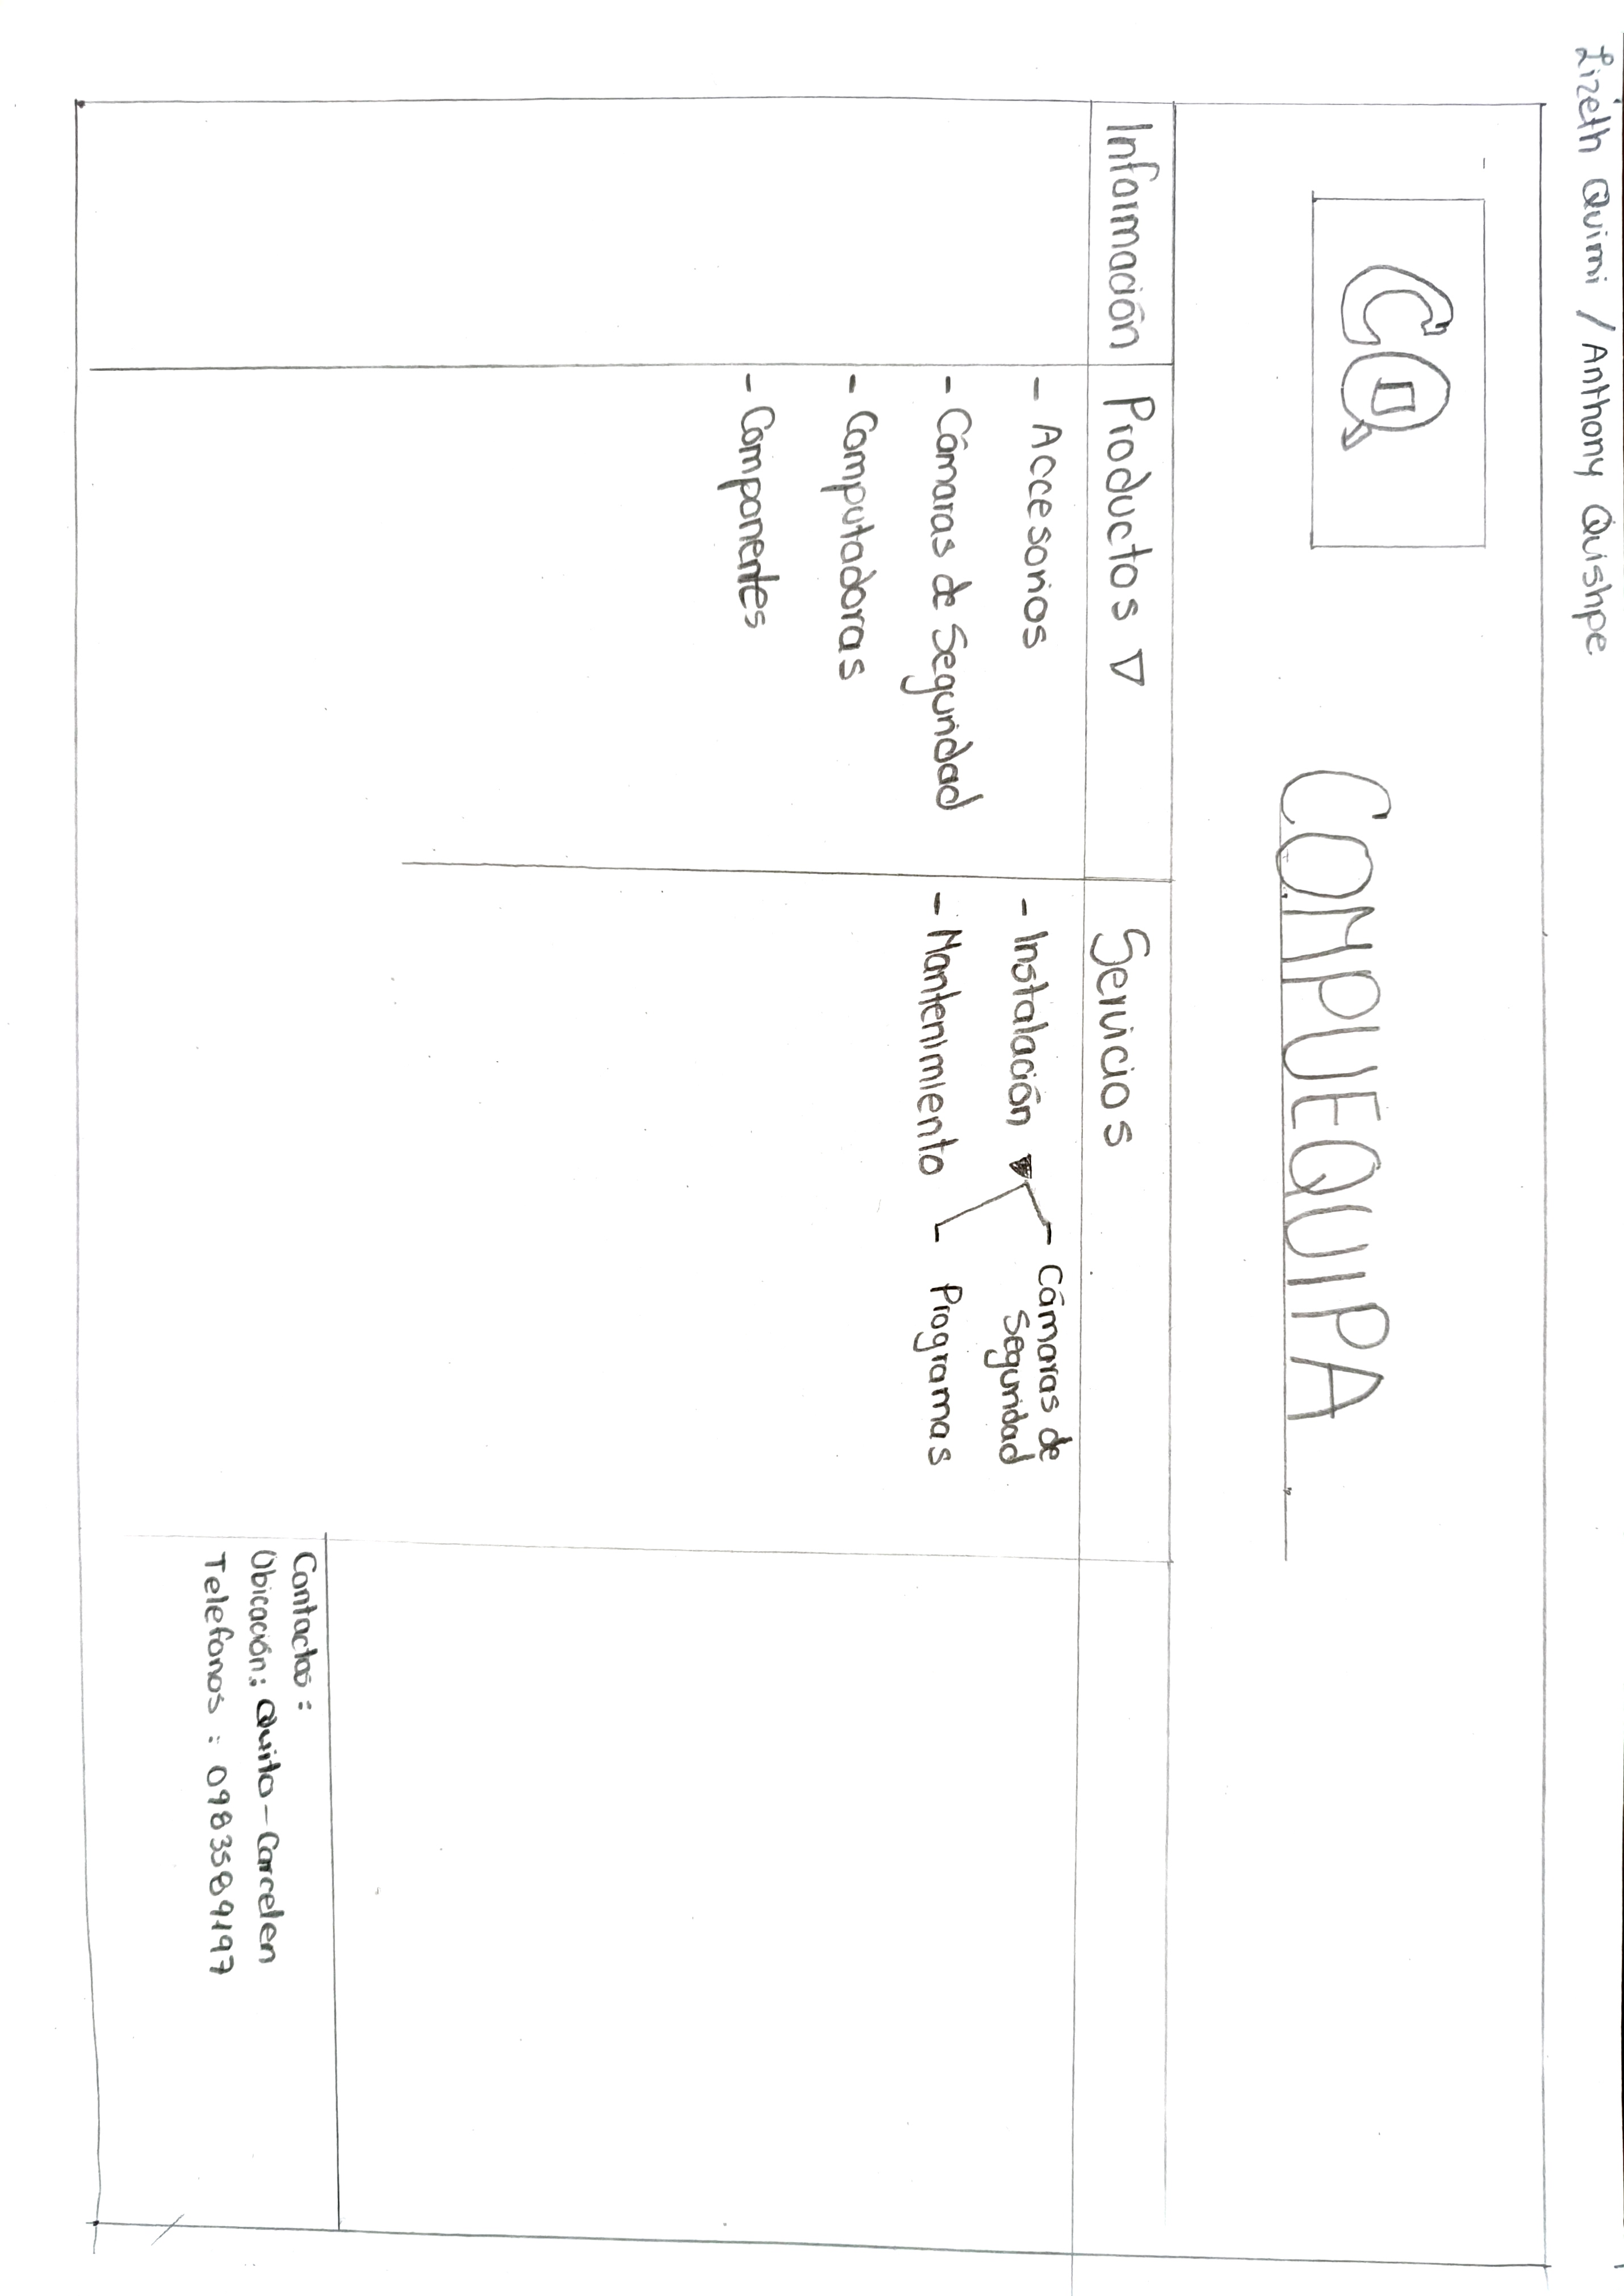 Lizeth Quimi / Anthony Quishpe
CQ
COMPUEQUIPA
Información
Productos
Servicios
- Accesorios
- Cámaras de Seguridad
- Computadoras
- Componentes
- Instalación
- Cámaras de
Seguridad
- Programas
- Mantenimiento
Contactos:
Ubicación: Quito-Carcelen
Telefonos : 0983589197